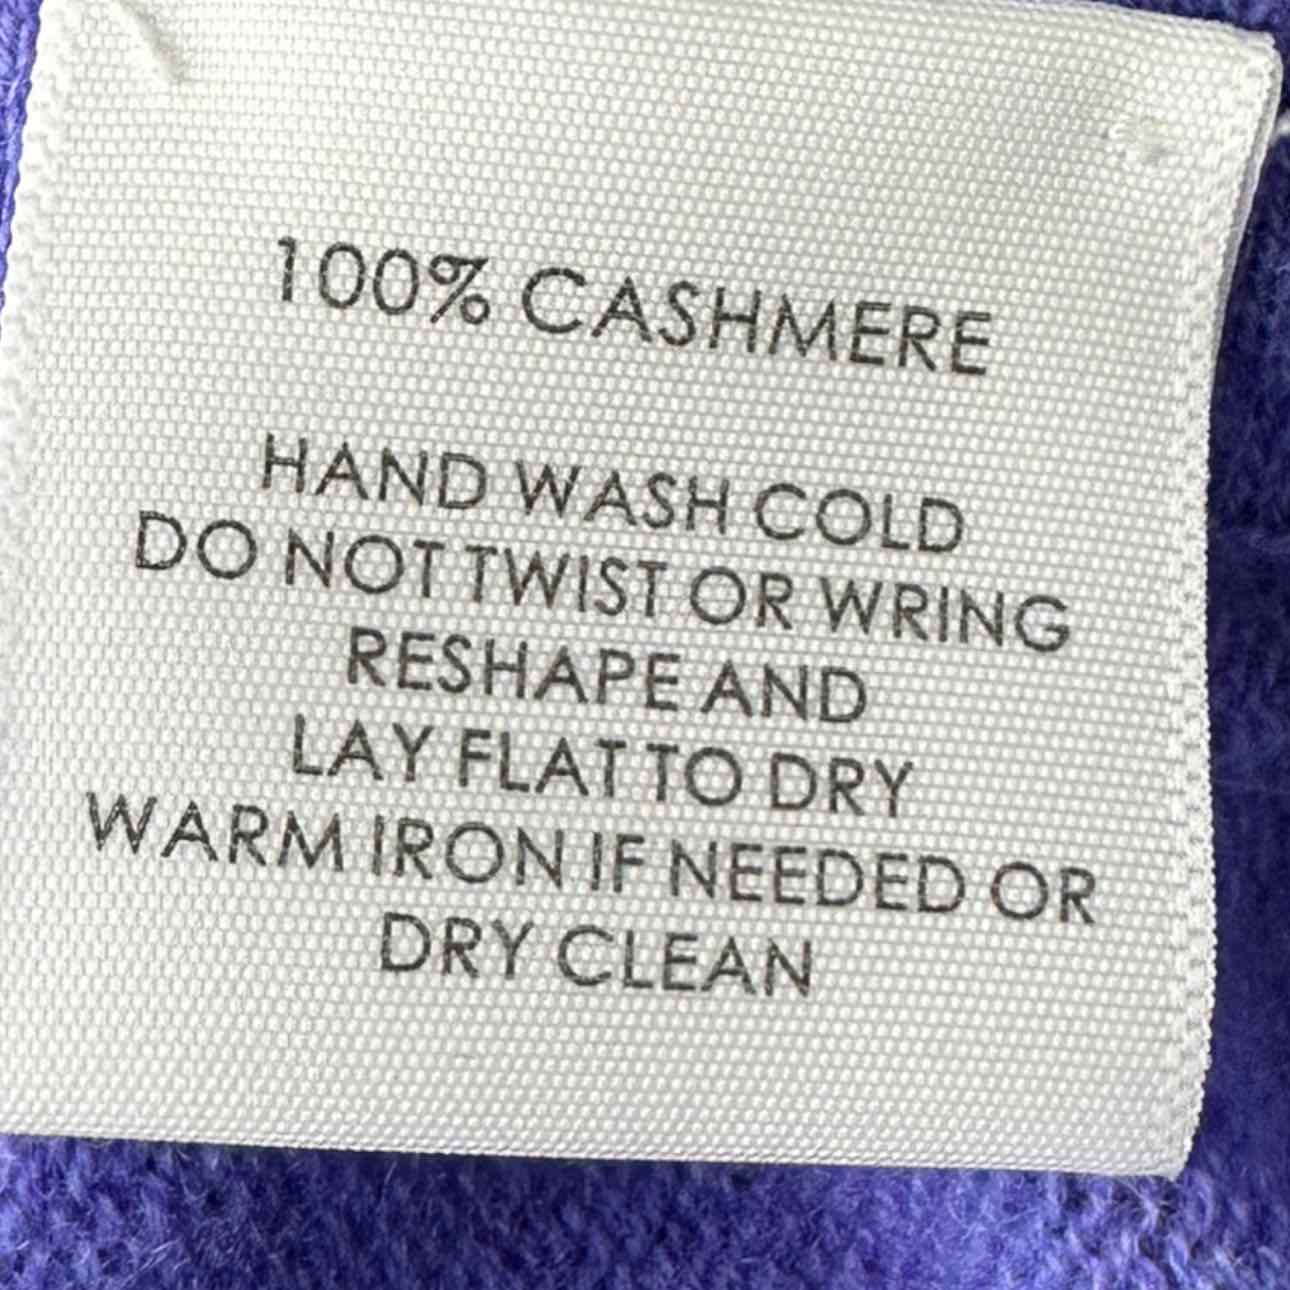 100% CASHMERE
HAND WASH COLD
DO NOT TWIST OR WRING
RESHAPE AND
LAY FLAT TO DRY
WARM IRON IF NEEDED OR
DRY CLEAN